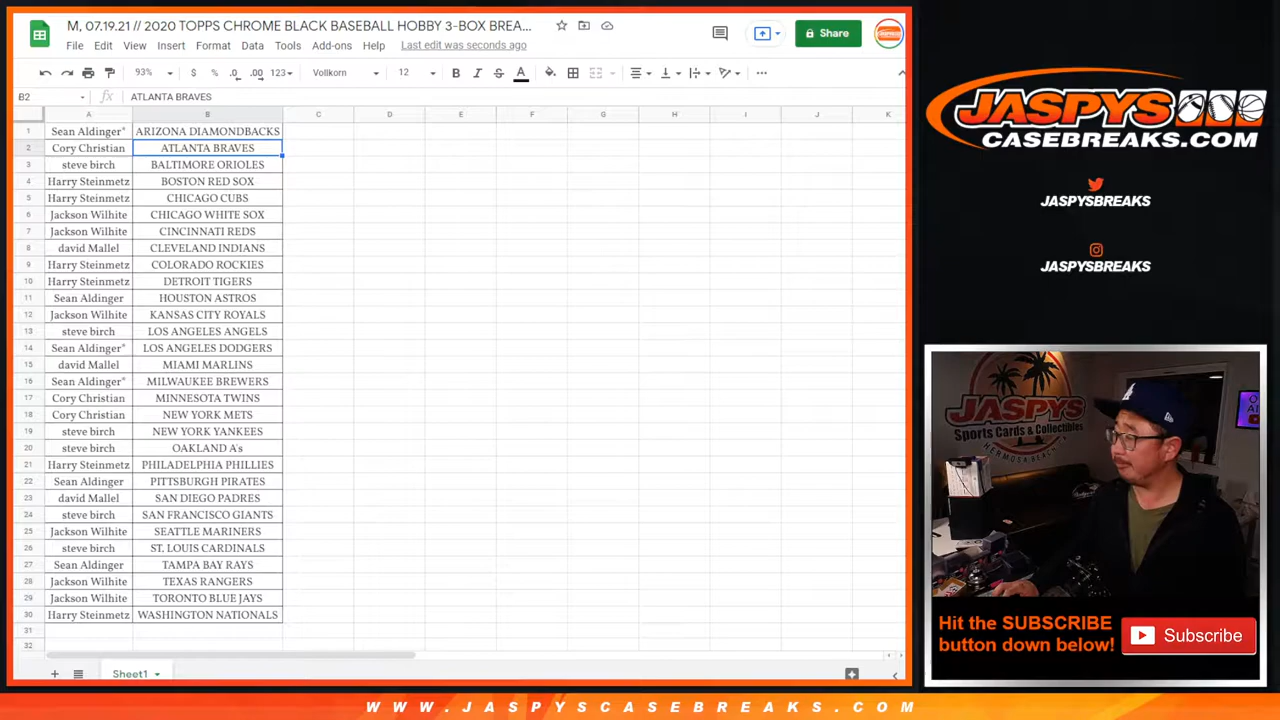 M, 07.19.21 // 2020 TOPPS CHROME BLACK BASEBALL HOBBY 3-BOX BREA...
File Edit View Insert Format Data Tools Add-ons Help Last edit was seconds ago
Share
93% $ % .0 .00 123 Vollkorn 12 B I S A
B2 fx ATLANTA BRAVES
A B C D E F G H I J K
1 Sean Aldinger* ARIZONA DIAMONDBACKS
2 Cory Christian ATLANTA BRAVES
3 steve birch BALTIMORE ORIOLES
4 Harry Steinmetz BOSTON RED SOX
5 Harry Steinmetz CHICAGO CUBS
6 Jackson Wilhite CHICAGO WHITE SOX
7 Jackson Wilhite CINCINNATI REDS
8 david Mallel CLEVELAND INDIANS
9 Harry Steinmetz COLORADO ROCKIES
10 Harry Steinmetz DETROIT TIGERS
11 Sean Aldinger HOUSTON ASTROS
12 Jackson Wilhite KANSAS CITY ROYALS
13 steve birch LOS ANGELES ANGELS
14 Sean Aldinger* LOS ANGELES DODGERS
15 david Mallel MIAMI MARLINS
16 Sean Aldinger* MILWAUKEE BREWERS
17 Cory Christian MINNESOTA TWINS
18 Cory Christian NEW YORK METS
19 steve birch NEW YORK YANKEES
20 steve birch OAKLAND A's
21 Harry Steinmetz PHILADELPHIA PHILLIES
22 Sean Aldinger PITTSBURGH PIRATES
23 david Mallel SAN DIEGO PADRES
24 steve birch SAN FRANCISCO GIANTS
25 Jackson Wilhite SEATTLE MARINERS
26 steve birch ST. LOUIS CARDINALS
27 Sean Aldinger TAMPA BAY RAYS
28 Jackson Wilhite TEXAS RANGERS
29 Jackson Wilhite TORONTO BLUE JAYS
30 Harry Steinmetz WASHINGTON NATIONALS
31
32
Sheet1
JASPYS
CASEBREAKS.COM
JASPYSBREAKS
JASPYSBREAKS
JASPYS
Sports Cards & Collectibles
HERMOSA BEACH
Hit the SUBSCRIBE
button down below!
Subscribe
WWW.JASPYSCASEBREAKS.COM